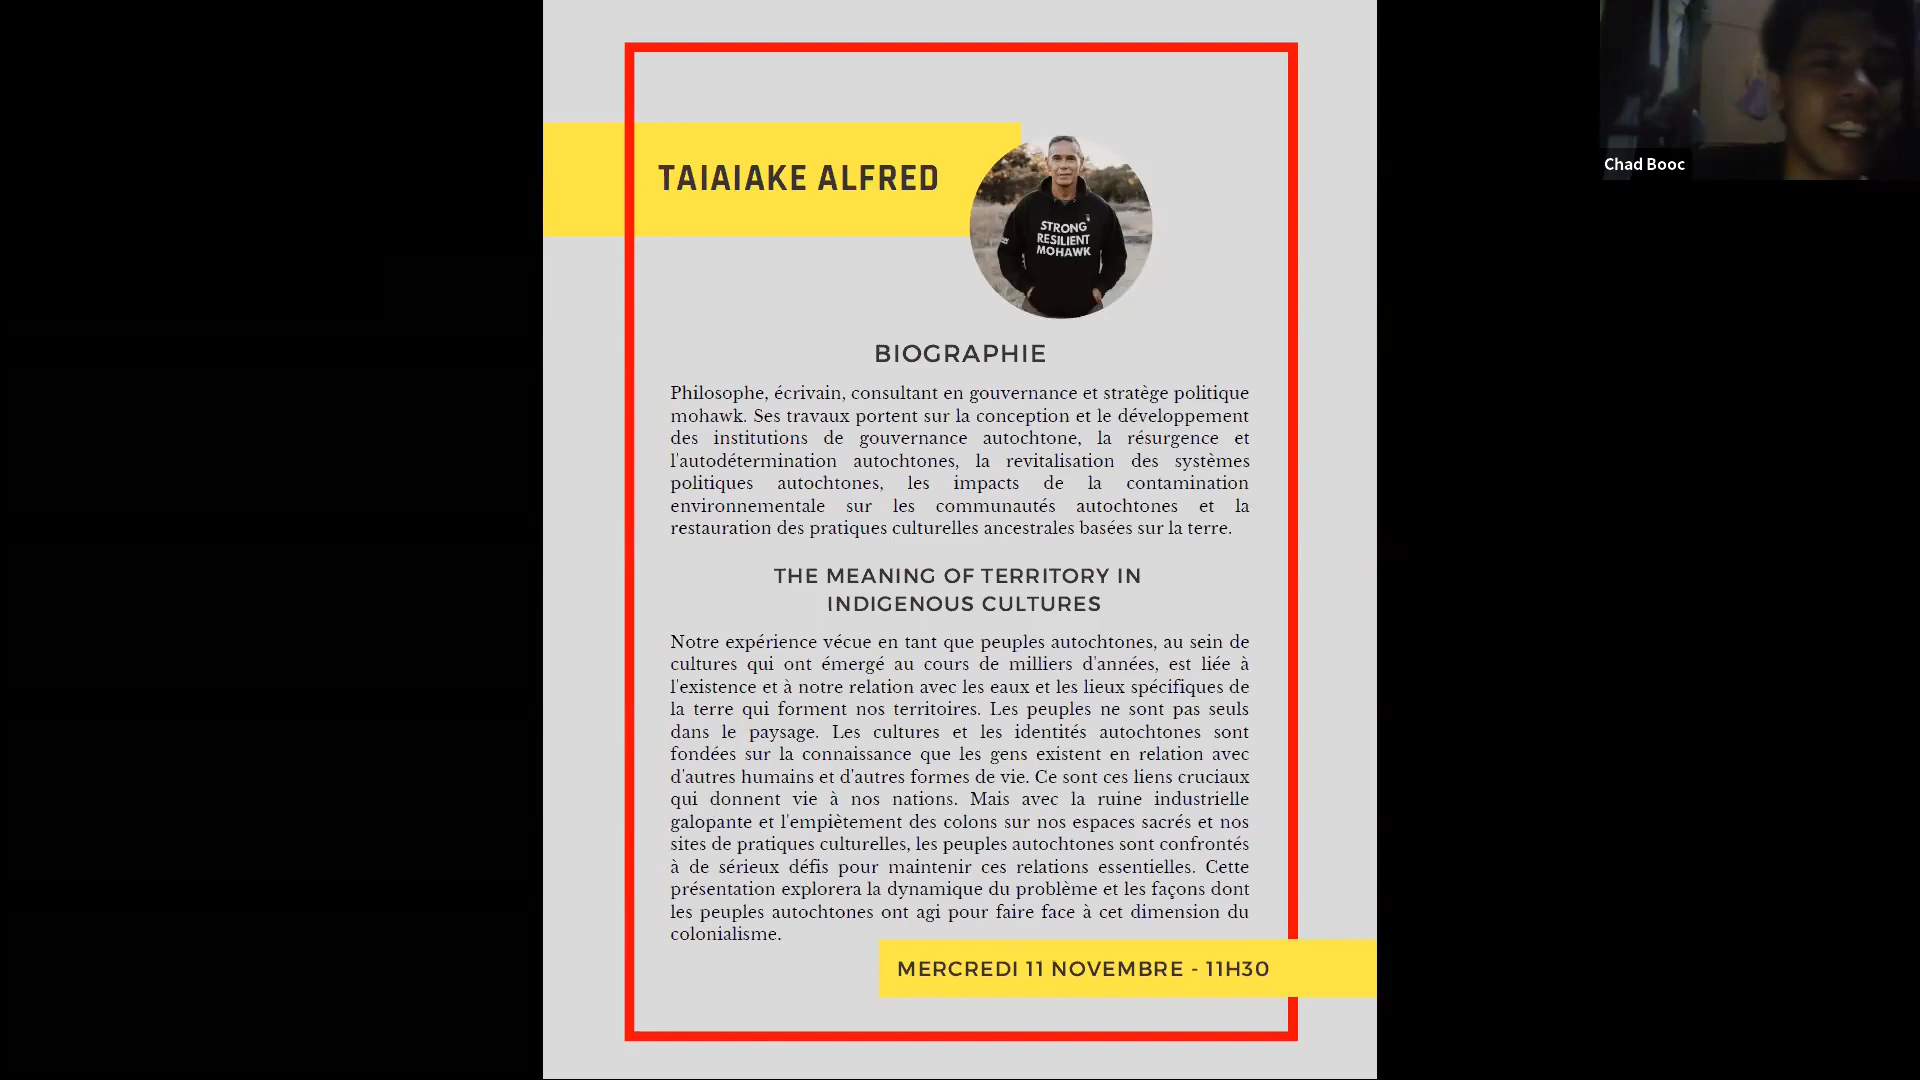 TAIAIAKE ALFRED
STRONG
RESILIENT
MOHAWK
Chad Booc
BIOGRAPHIE
Philosophe, écrivain, consultant en gouvernance et stratège politique
mohawk. Ses travaux portent sur la conception et le développement
des institutions de gouvernance autochtone, la résurgence et
l'autodétermination autochtones, la revitalisation des systèmes
politiques autochtones, les impacts de la contamination
environnementale sur les communautés autochtones et la
restauration des pratiques culturelles ancestrales basées sur la terre.
THE MEANING OF TERRITORY IN
INDIGENOUS CULTURES
Notre expérience vécue en tant que peuples autochtones, au sein de
cultures qui ont émergé au cours de milliers d'années, est liée à
l'existence et à notre relation avec les eaux et les lieux spécifiques de
la terre qui forment nos territoires. Les peuples ne sont pas seuls
dans le paysage. Les cultures et les identités autochtones sont
fondées sur la connaissance que les gens existent en relation avec
d'autres humains et d'autres formes de vie. Ce sont ces liens cruciaux
qui donnent vie à nos nations. Mais avec la ruine industrielle
galopante et l'empiètement des colons sur nos espaces sacrés et nos
sites de pratiques culturelles, les peuples autochtones sont confrontés
à de sérieux défis pour maintenir ces relations essentielles. Cette
présentation explorera la dynamique du problème et les façons dont
les peuples autochtones ont agi pour faire face à cet dimension du
colonialisme.
MERCREDI 11 NOVEMBRE - 11H30